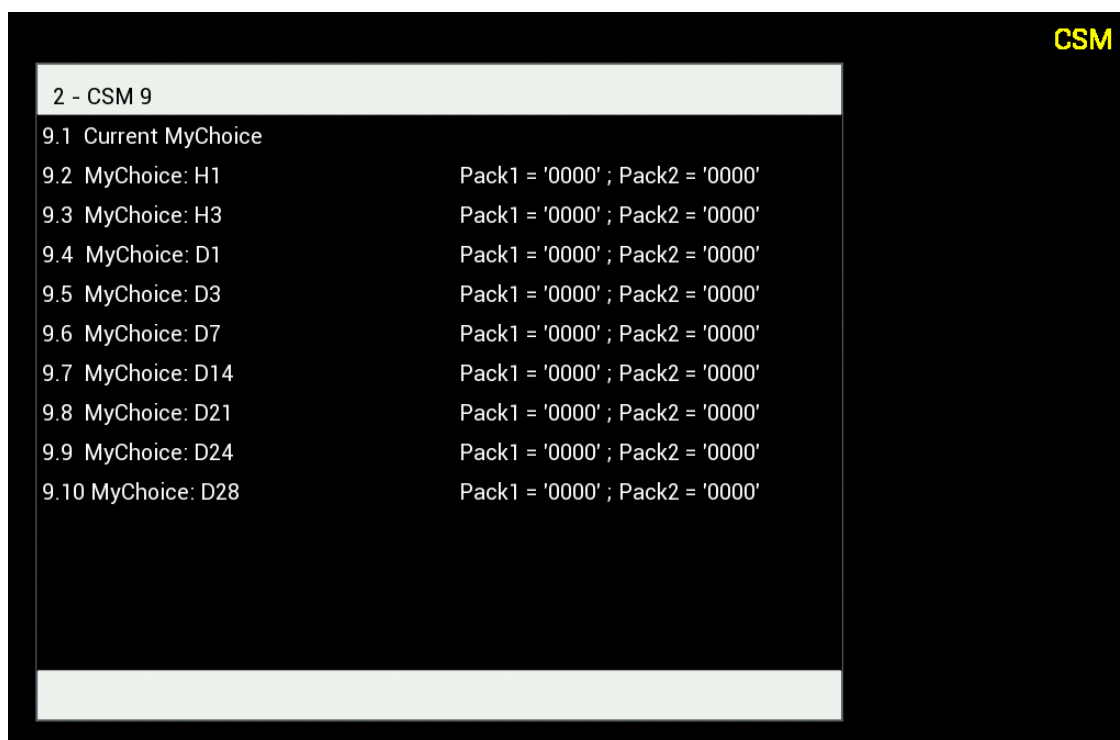 CSM
2 - CSM 9
9.1 Current MyChoice
9.2 MyChoice: H1 Pack1 = '0000' ; Pack2 = '0000'
9.3 MyChoice: H3 Pack1 = '0000' ; Pack2 = '0000'
9.4 MyChoice: D1 Pack1 = '0000' ; Pack2 = '0000'
9.5 MyChoice: D3 Pack1 = '0000' ; Pack2 = '0000'
9.6 MyChoice: D7 Pack1 = '0000' ; Pack2 = '0000'
9.7 MyChoice: D14 Pack1 = '0000' ; Pack2 = '0000'
9.8 MyChoice: D21 Pack1 = '0000' ; Pack2 = '0000'
9.9 MyChoice: D24 Pack1 = '0000' ; Pack2 = '0000'
9.10 MyChoice: D28 Pack1 = '0000' ; Pack2 = '0000'